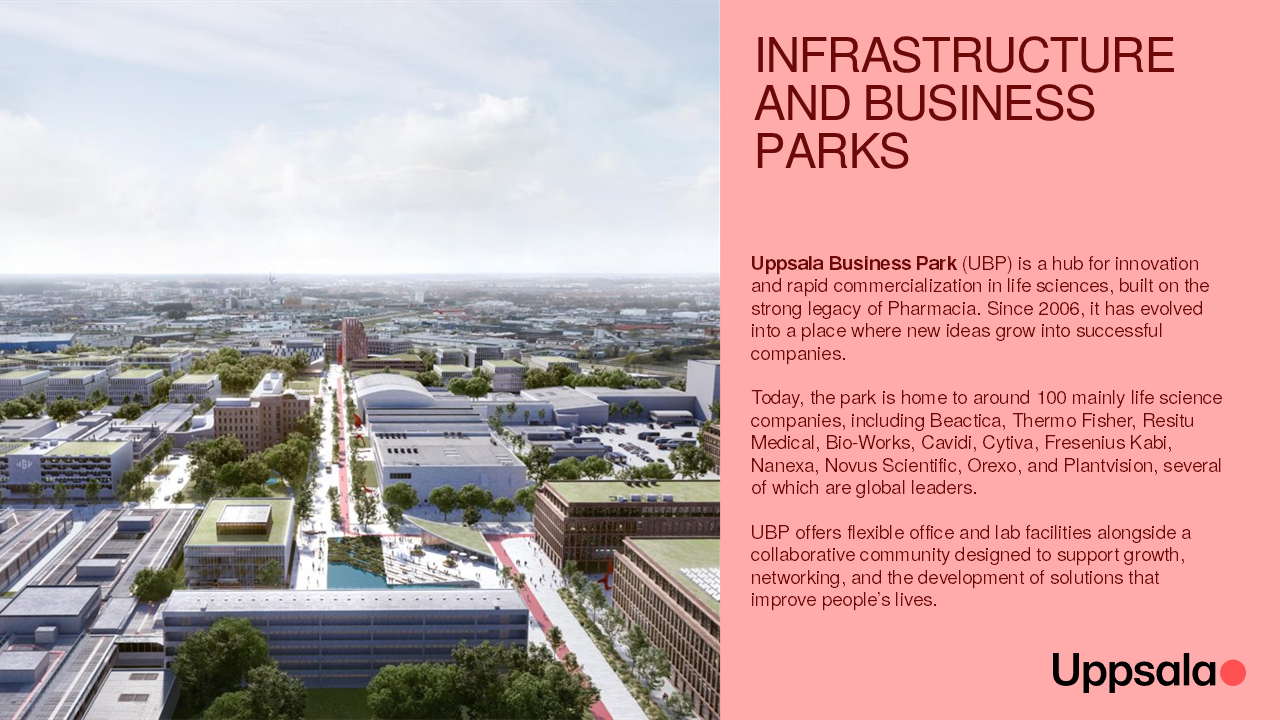 INFRASTRUCTURE
AND BUSINESS
PARKS
Uppsala Business Park (UBP) is a hub for innovation
and rapid commercialization in life sciences, built on the
strong legacy of Pharmacia. Since 2006, it has evolved
into a place where new ideas grow into successful
companies.
Today, the park is home to around 100 mainly life science
companies, including Beactica, Thermo Fisher, Resitu
Medical, Bio-Works, Cavidi, Cytiva, Fresenius Kabi,
Nanexa, Novus Scientific, Orexo, and Plantvision, several
of which are global leaders.
UBP offers flexible office and lab facilities alongside a
collaborative community designed to support growth,
networking, and the development of solutions that
improve people’s lives.
Uppsala